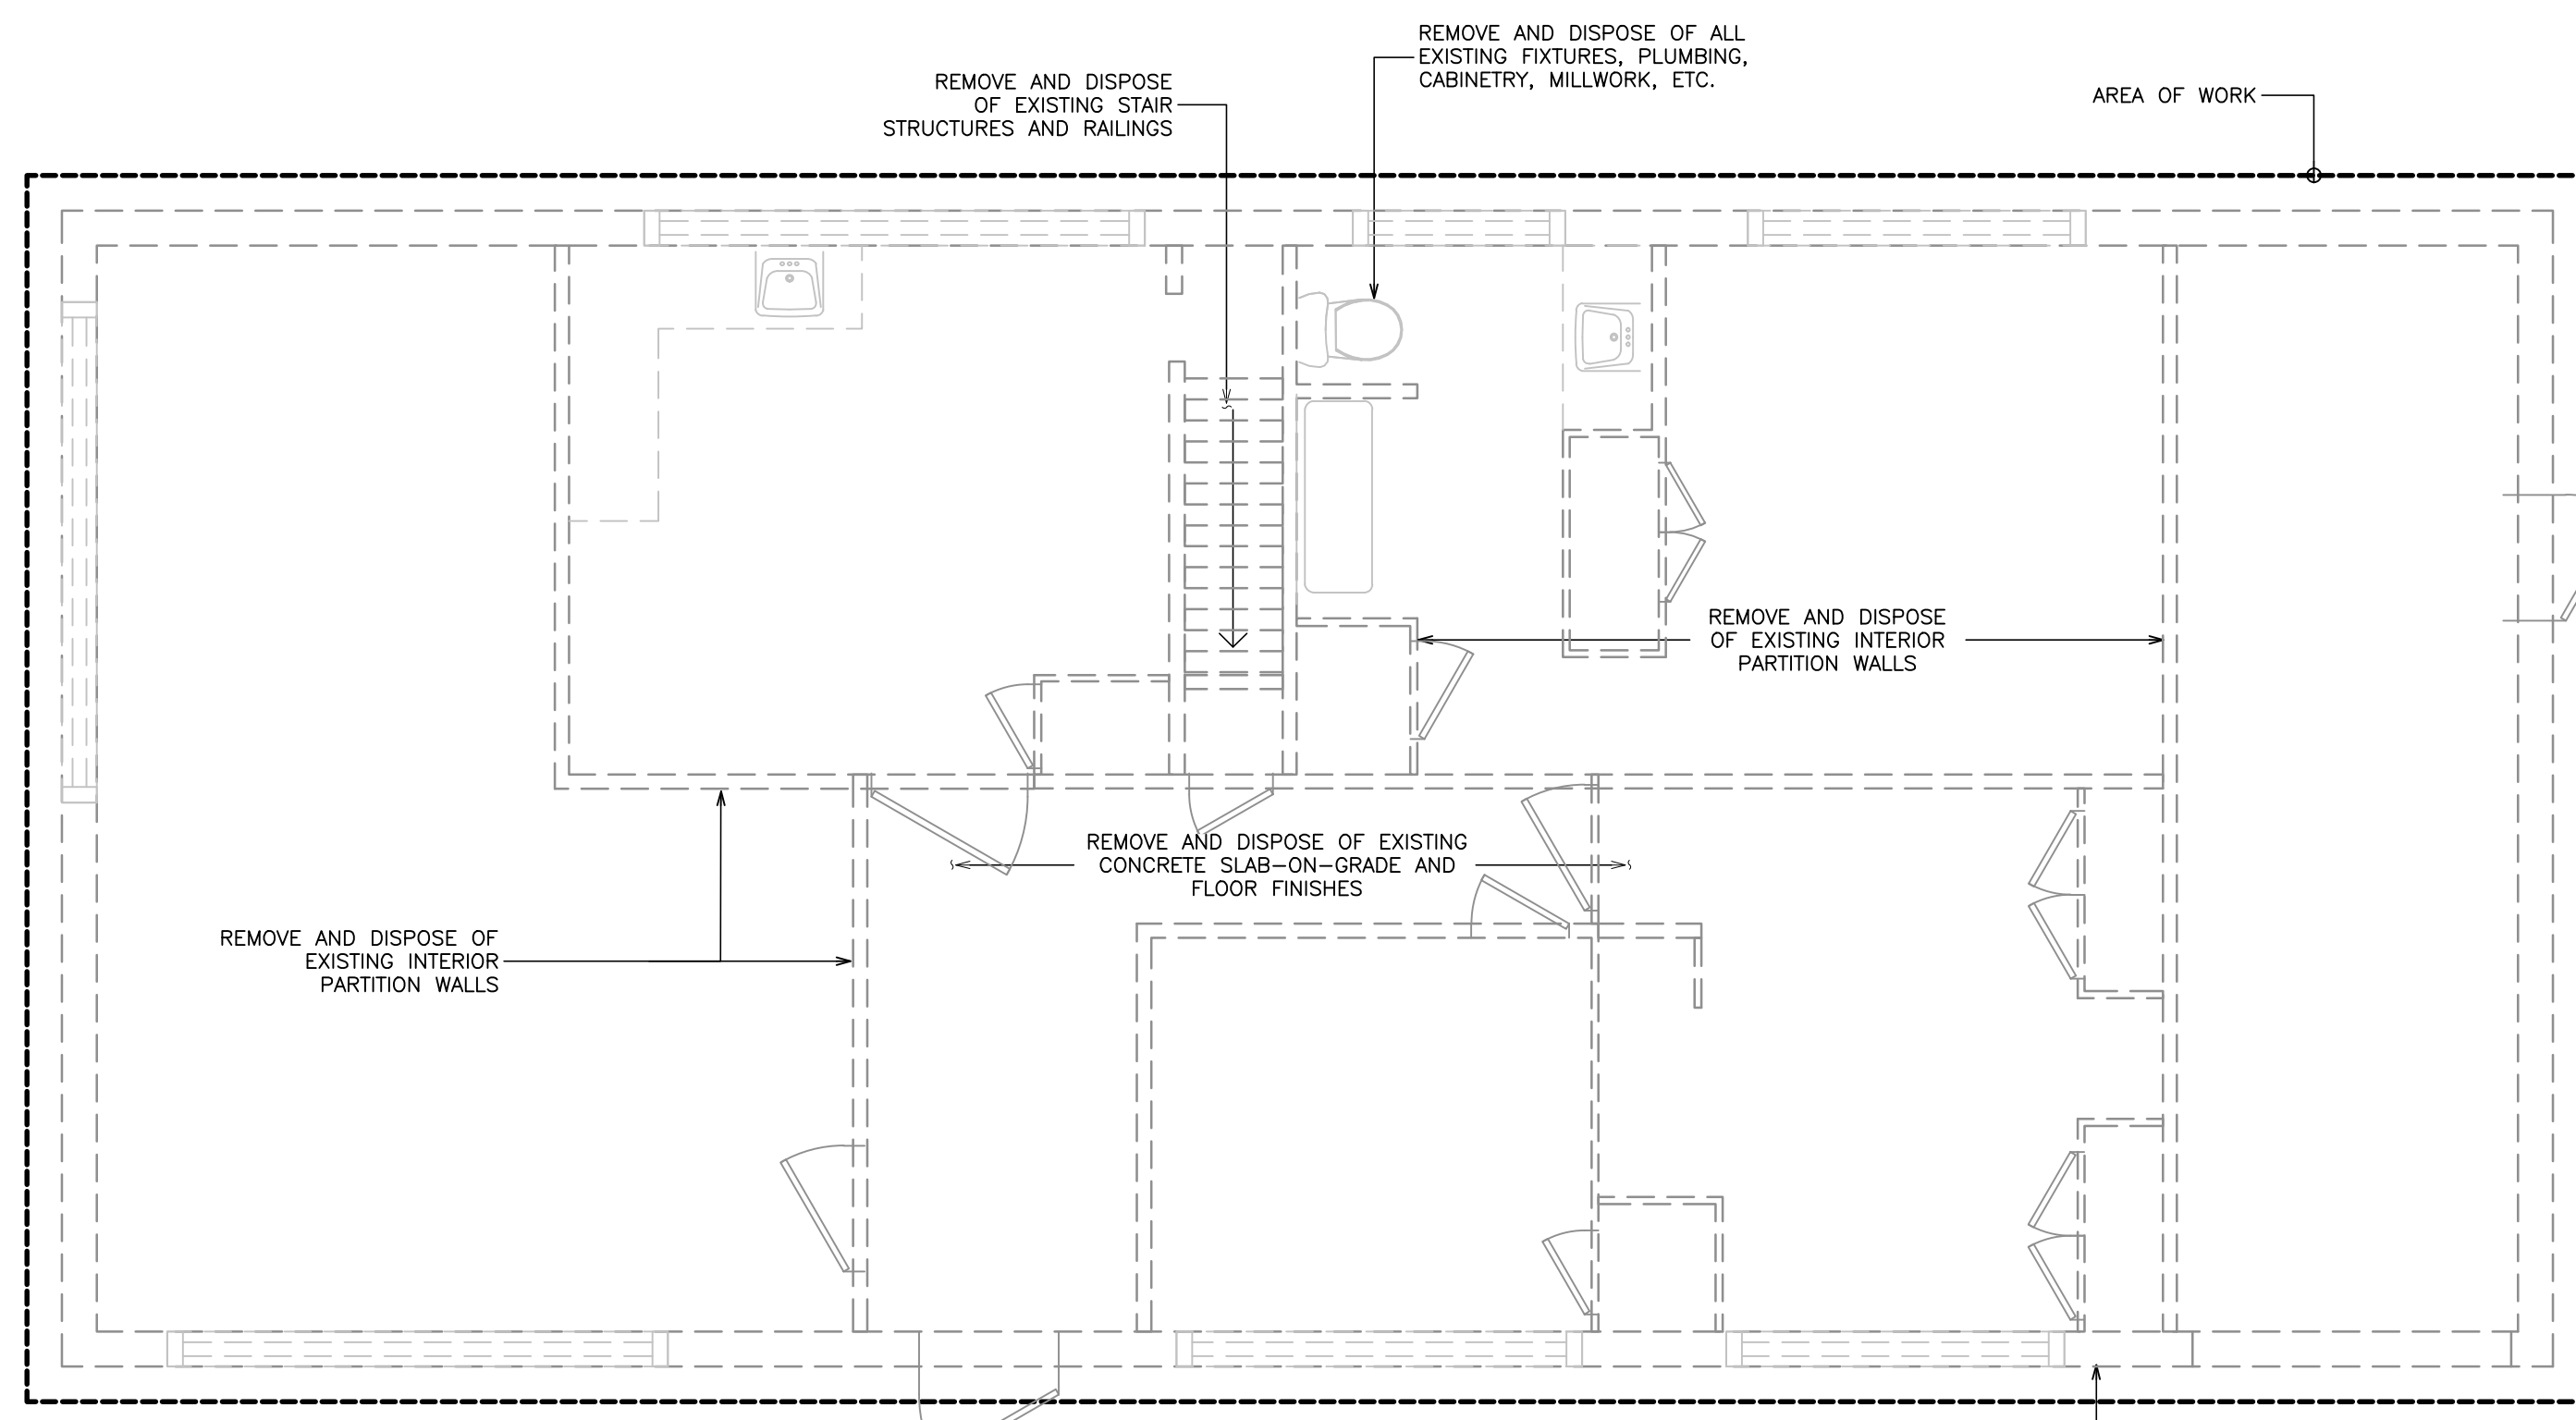 REMOVE AND DISPOSE OF ALL
EXISTING FIXTURES, PLUMBING,
CABINETRY, MILLWORK, ETC.
REMOVE AND DISPOSE
OF EXISTING STAIR
STRUCTURES AND RAILINGS
AREA OF WORK
REMOVE AND DISPOSE
OF EXISTING INTERIOR
PARTITION WALLS
REMOVE AND DISPOSE OF EXISTING
CONCRETE SLAB-ON-GRADE AND
FLOOR FINISHES
REMOVE AND DISPOSE OF
EXISTING INTERIOR
PARTITION WALLS